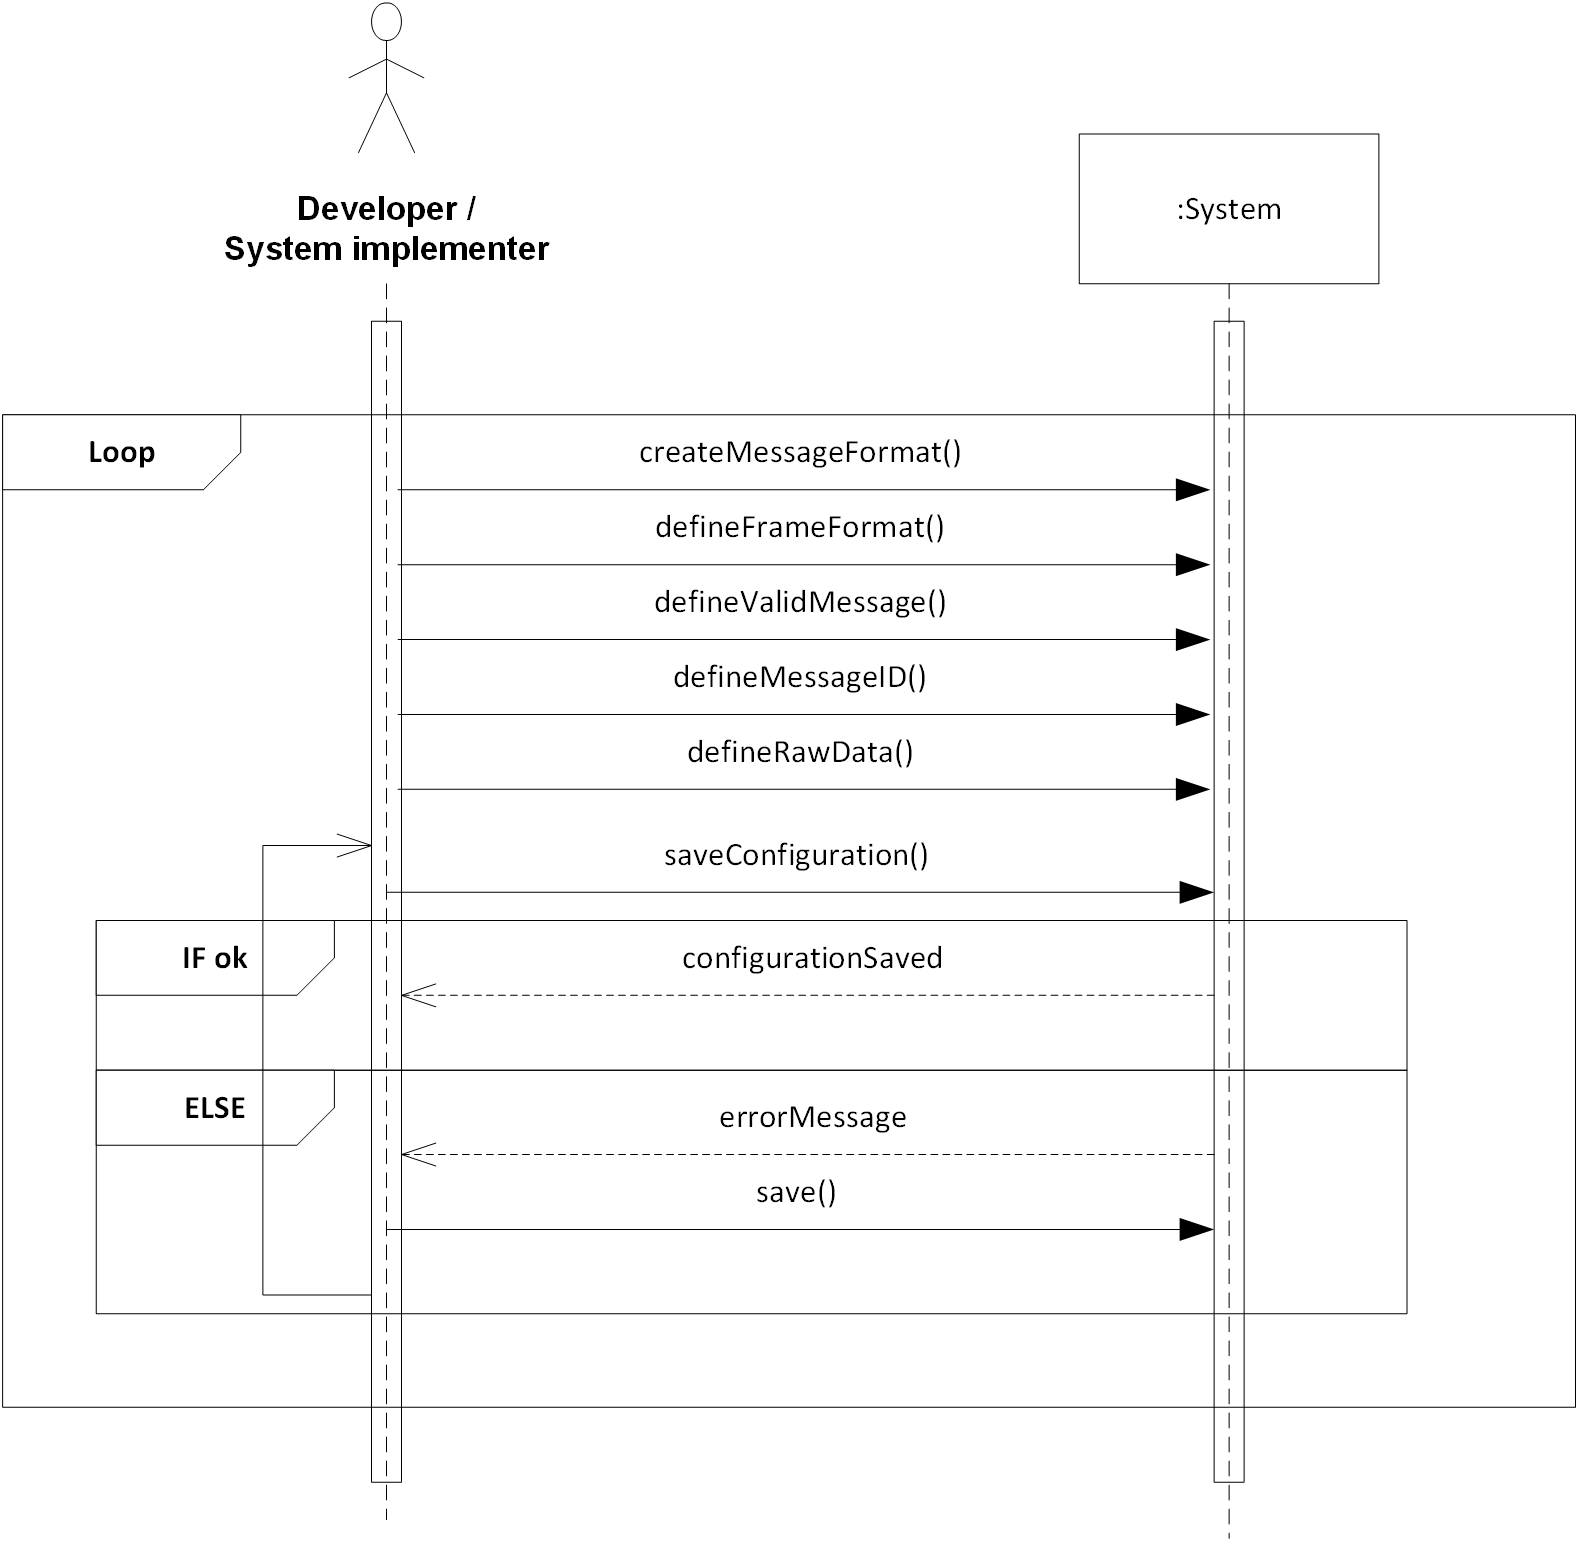 Developer /
System implementer
:System
Loop
createMessageFormat()
defineFrameFormat()
defineValidMessage()
defineMessageID()
defineRawData()
saveConfiguration()
IF ok
configurationSaved
ELSE
errorMessage
save()